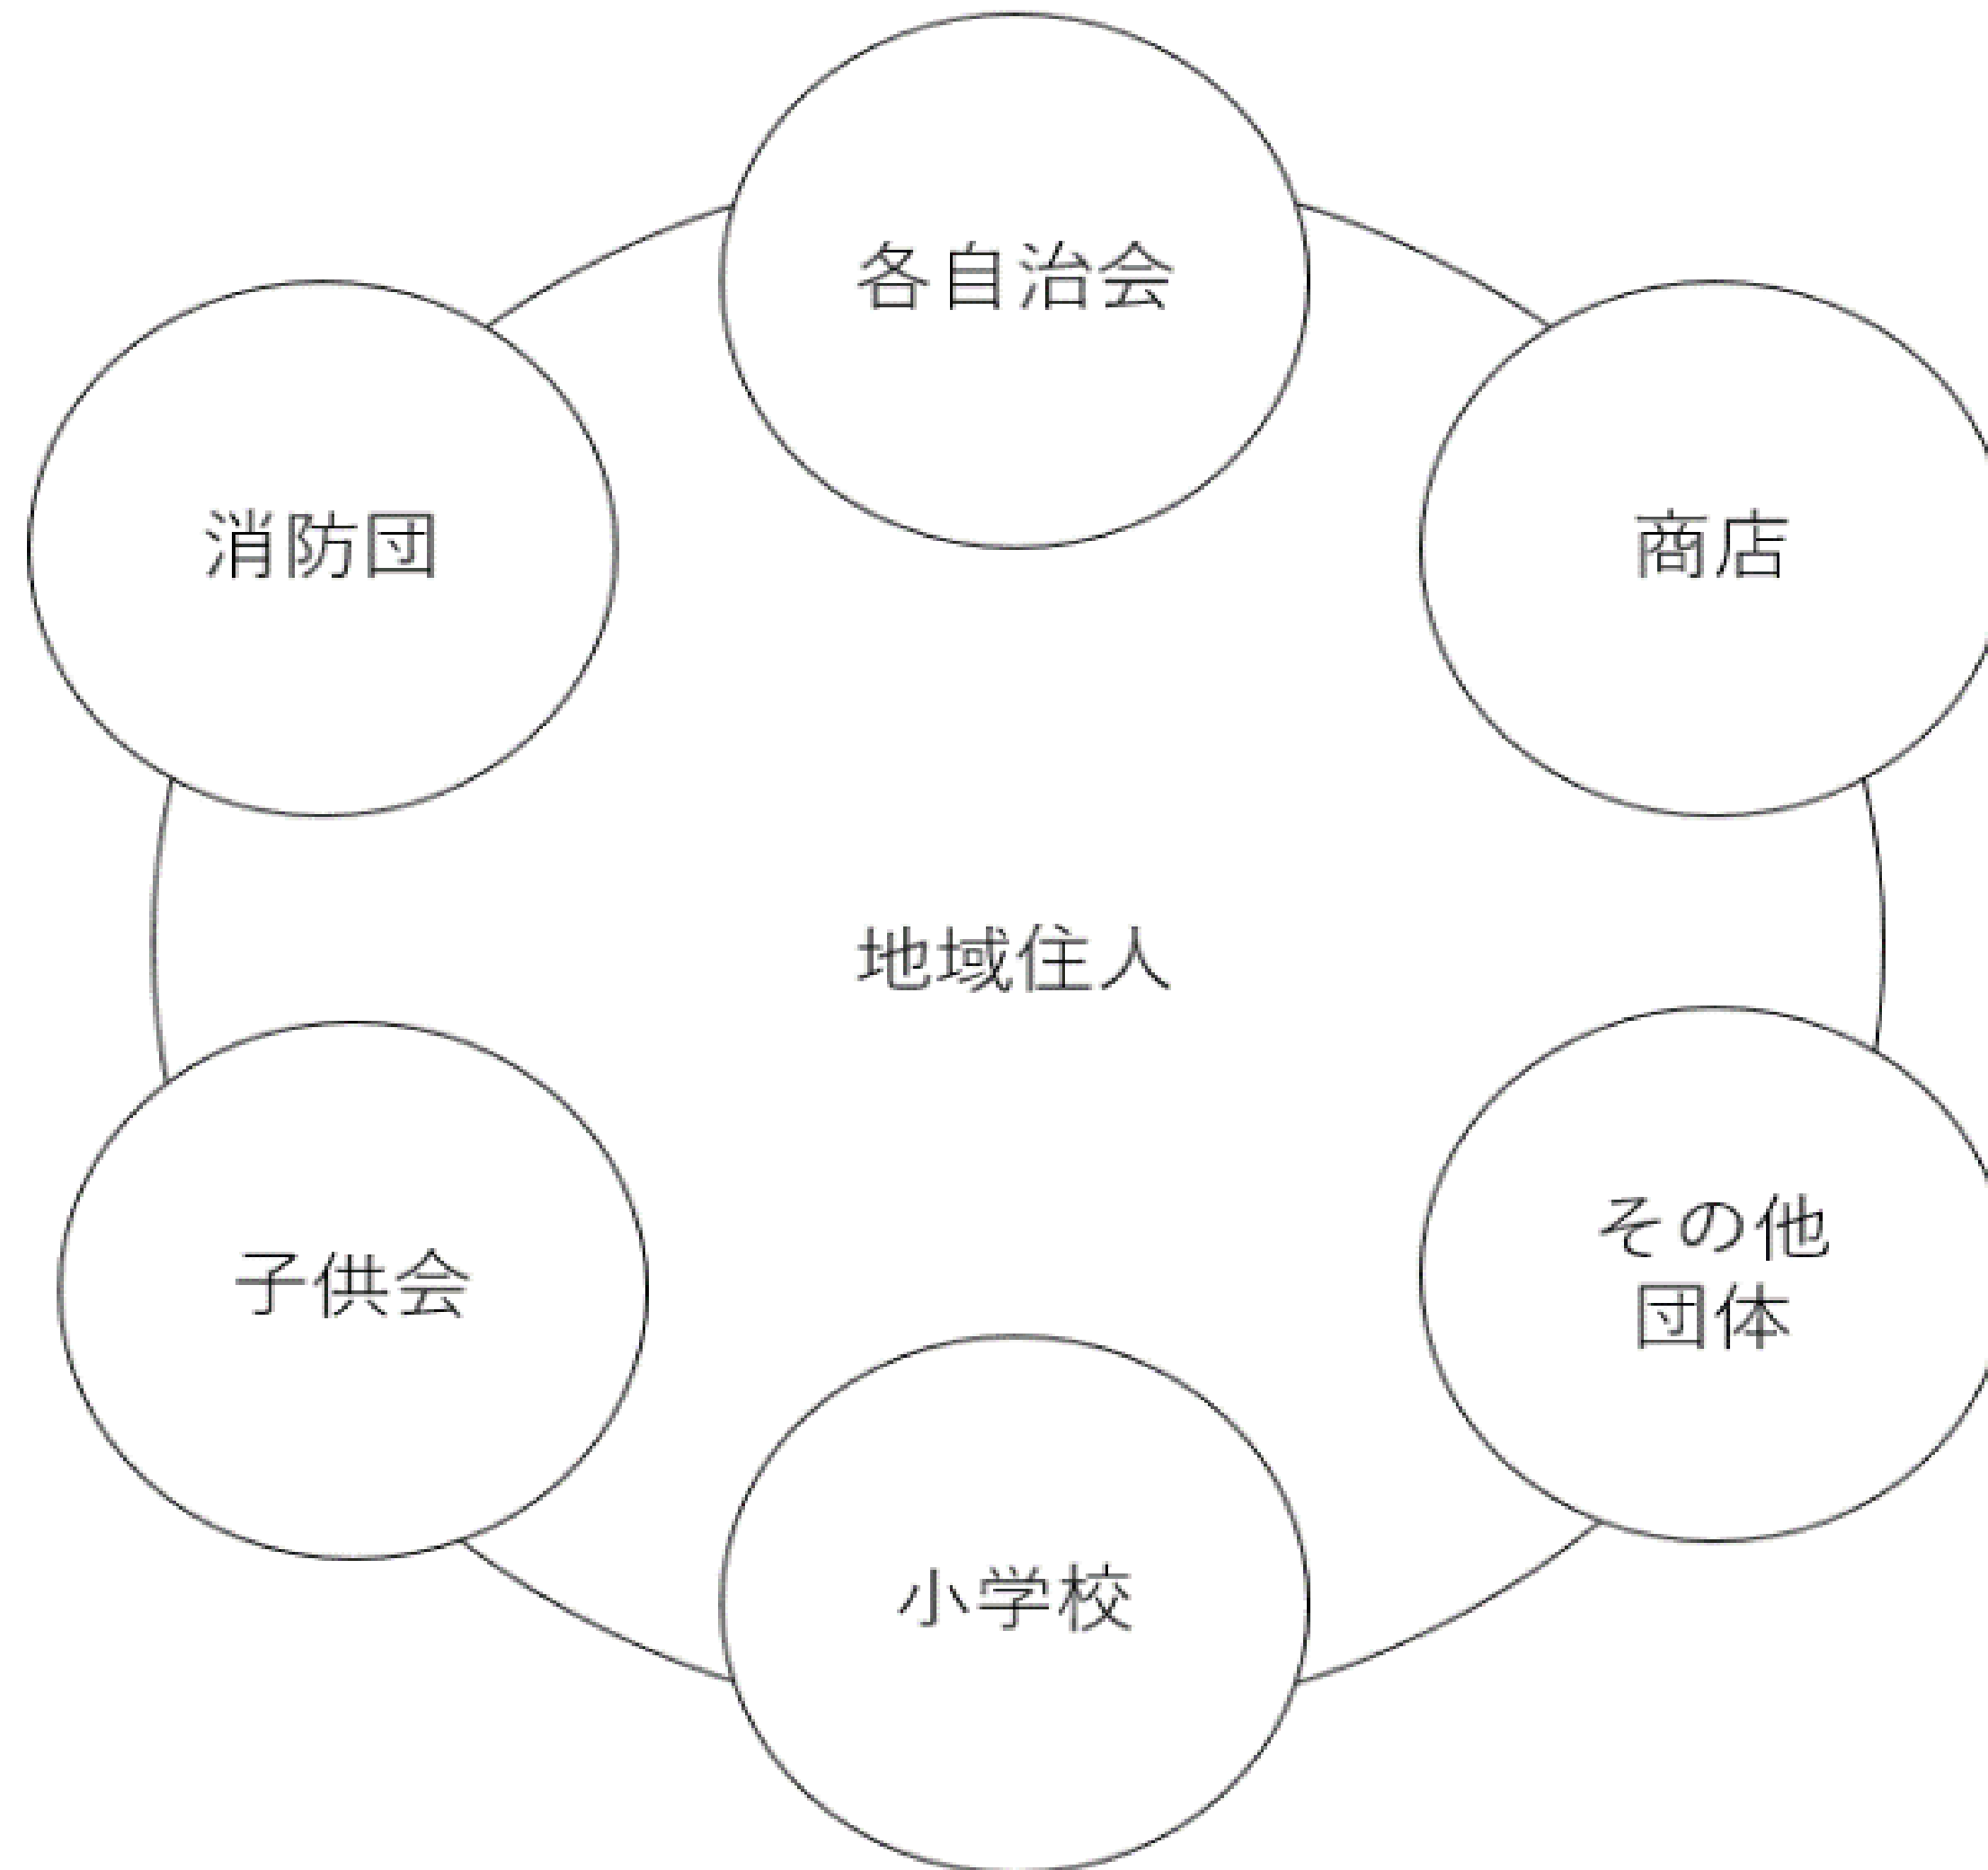 各自治会
消防団
商店
地域住人
その他
団体
子供会
小学校